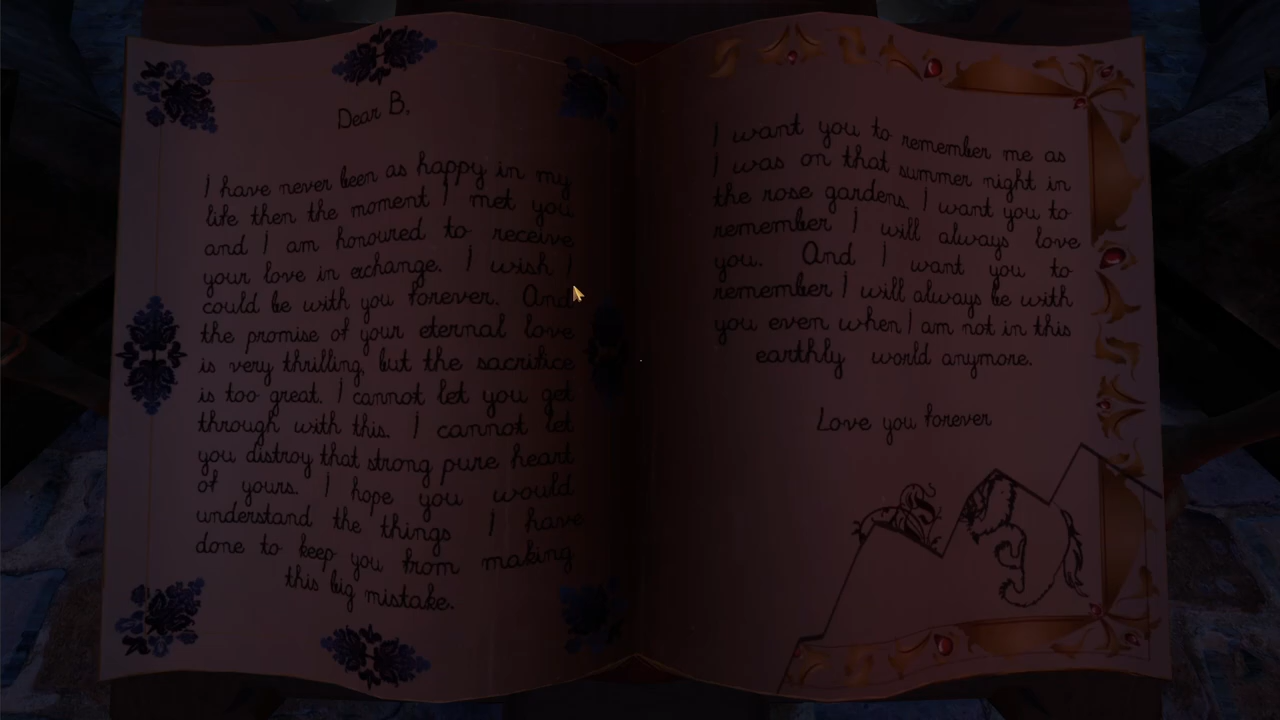 Dear B,
I have never been as happy in my
life then the moment I met you
and I am honoured to receive
your love in exchange. I wish I
could be with you forever. And
the promise of your eternal love
is very thrilling, but the sacrifice
is too great. I cannot let you get
through with this. I cannot let
you distroy that strong pure heart
of yours. I hope you would
understand the things I have
done to keep you from making
this big mistake.
I want you to remember me as
I was on that summer night in
the rose gardens. I want you to
remember I will always love
you. And I want you to
remember I will always be with
you even when I am not in this
earthly world anymore.
Love you forever